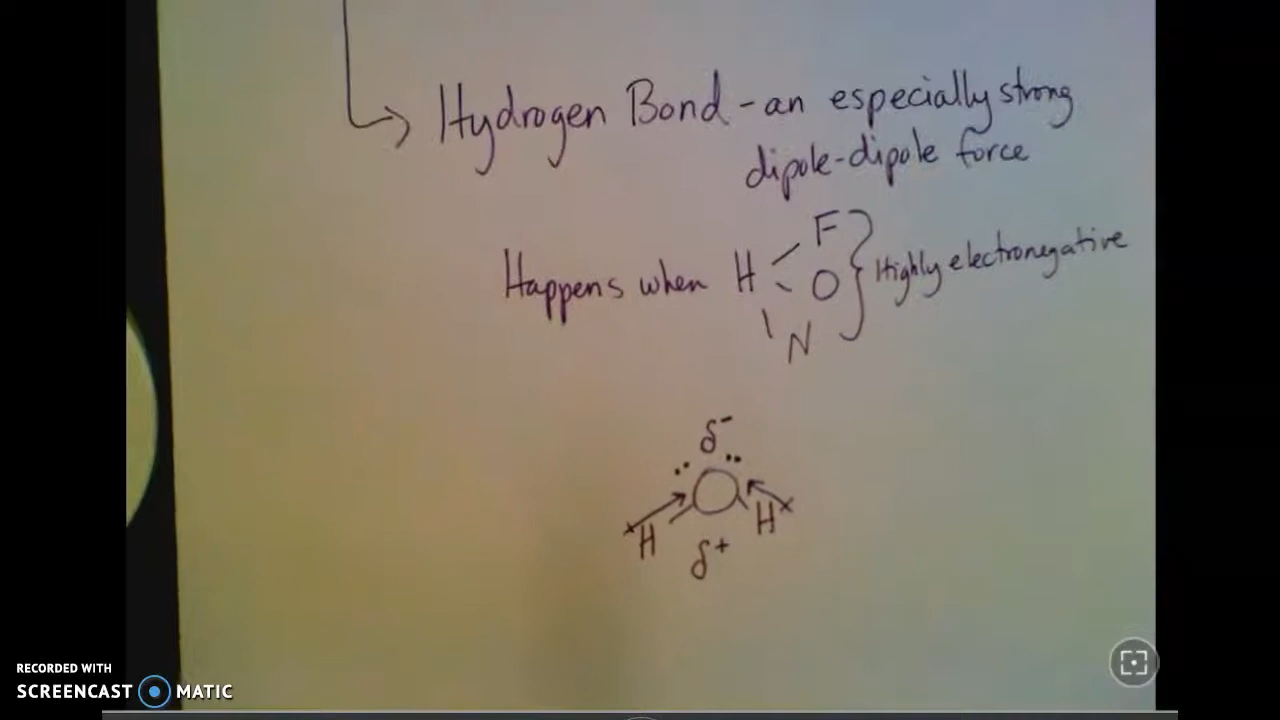 Hydrogen Bond - an especially strong
dipole-dipole force
Happens when H F O N } Highly electronegative
δ-
O
H H
δ+
RECORDED WITH
SCREENCAST MATIC